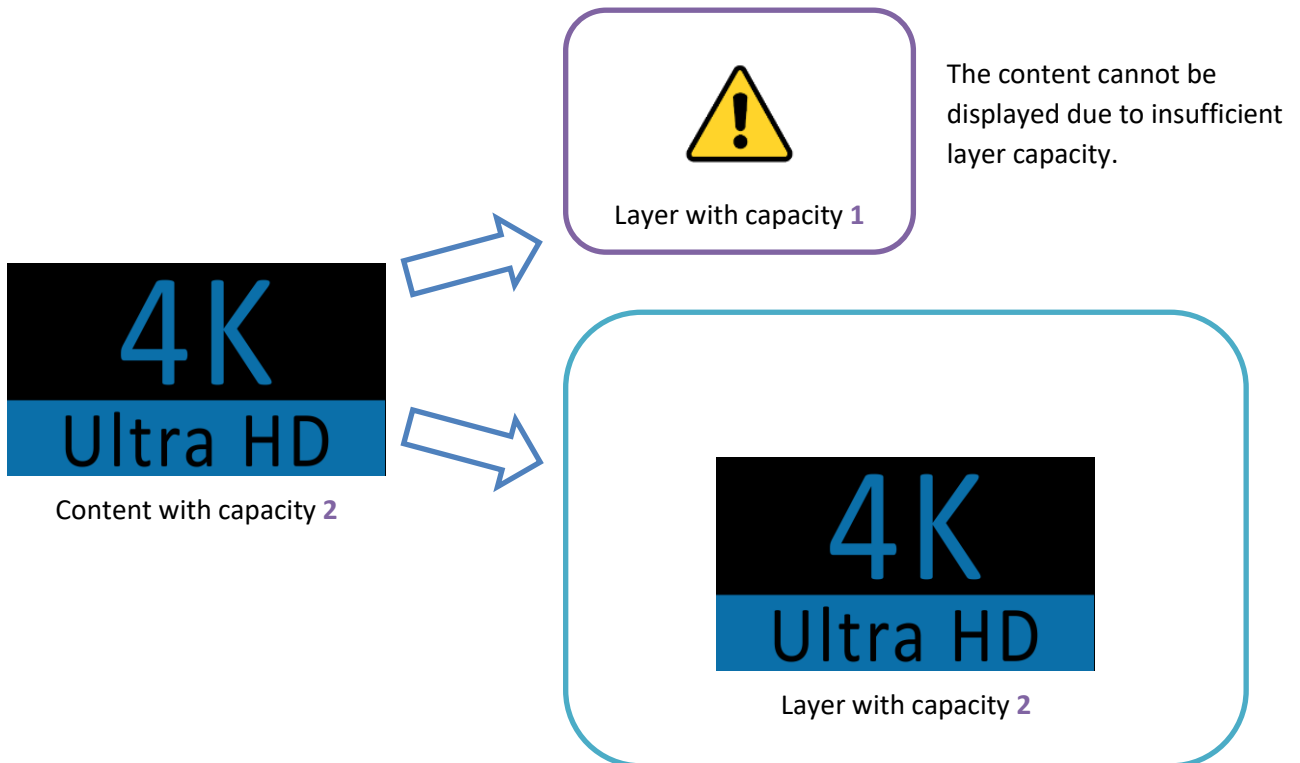 The content cannot be
displayed due to insufficient
layer capacity.
Layer with capacity 1
4K
Ultra HD
Content with capacity 2
4K
Ultra HD
Layer with capacity 2